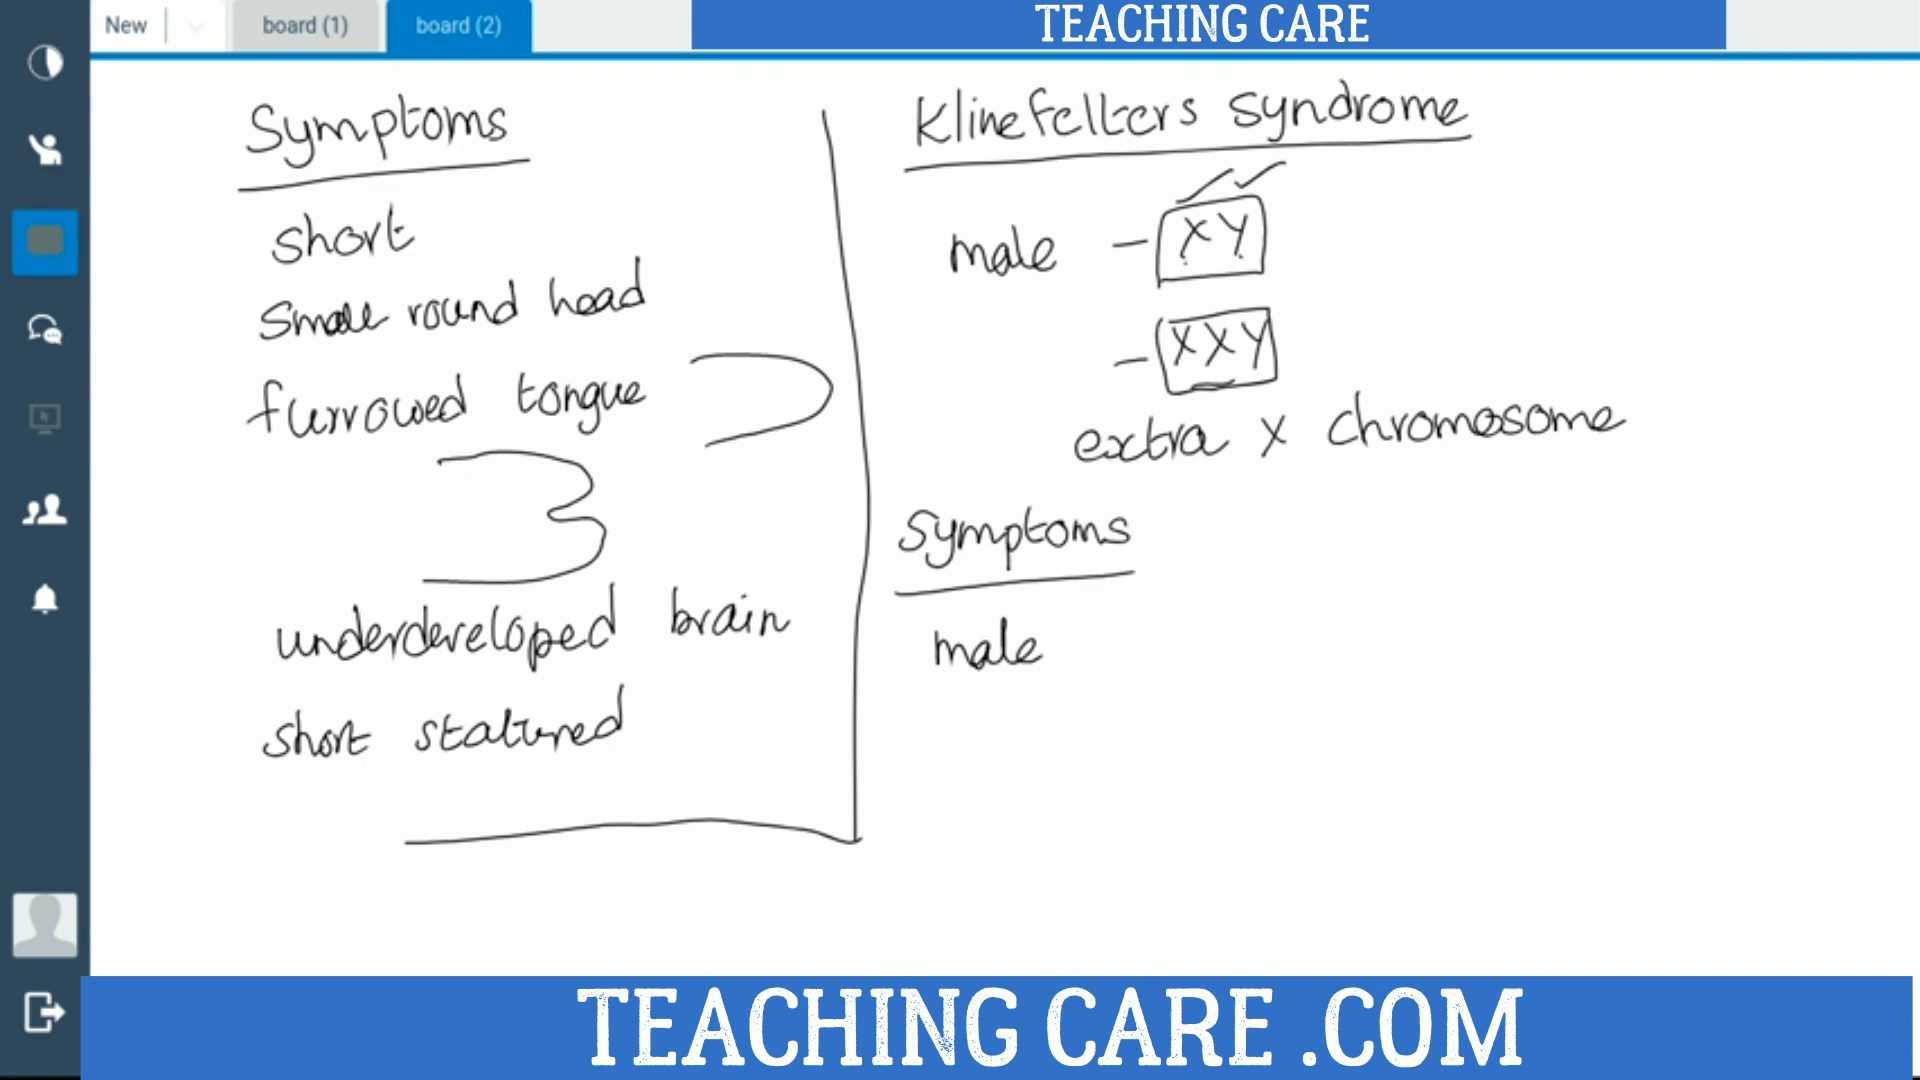 New
board (1)
board (2)
TEACHING CARE
Symptoms
short
Small round head
furrowed tongue
underdeveloped brain
short statured
Klinefelters Syndrome
male - XY
- XXY
extra X chromosome
Symptoms
male
TEACHING CARE .COM